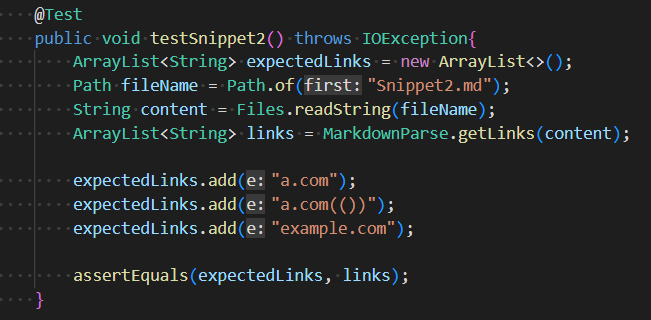 @Test
public void testSnippet2() throws IOException{
    ArrayList<String> expectedLinks = new ArrayList<>();
    Path fileName = Path.of(first: "Snippet2.md");
    String content = Files.readString(fileName);
    ArrayList<String> links = MarkdownParse.getLinks(content);

    expectedLinks.add(e: "a.com");
    expectedLinks.add(e: "a.com(())");
    expectedLinks.add(e: "example.com");

    assertEquals(expectedLinks, links);
}